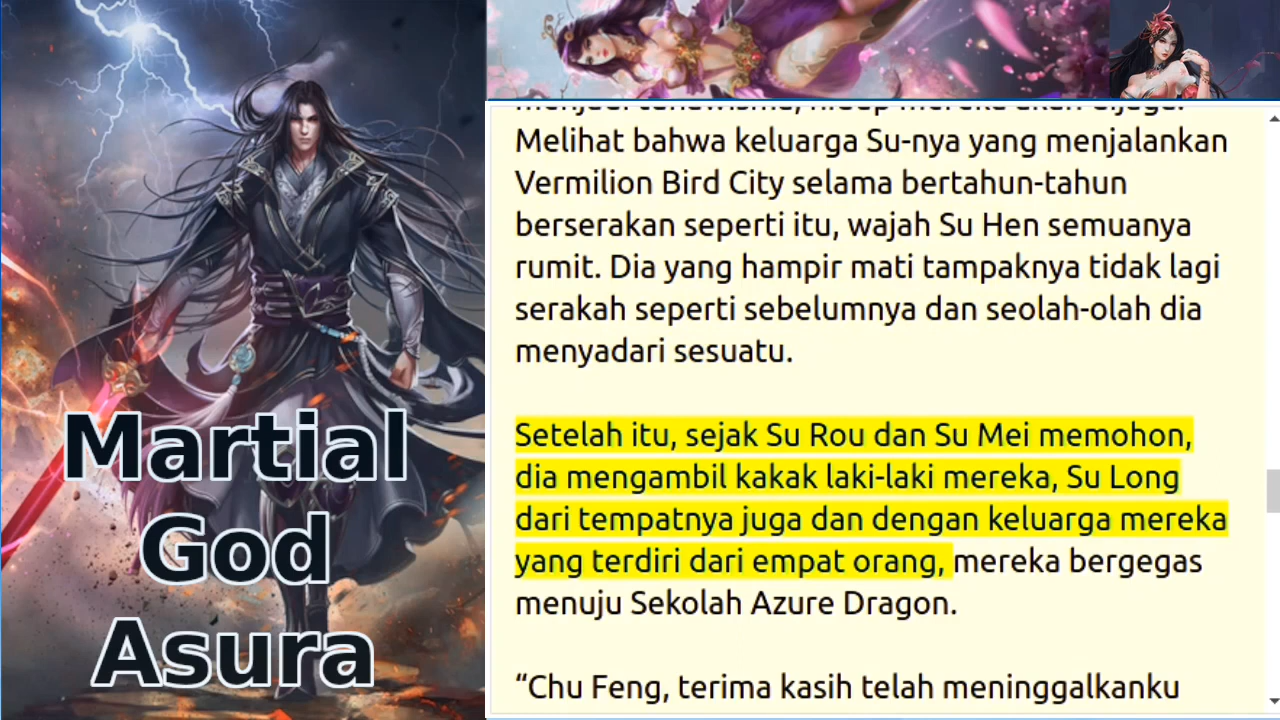 Martial
God
Asura
Melihat bahwa keluarga Su-nya yang menjalankan
Vermilion Bird City selama bertahun-tahun
berserakan seperti itu, wajah Su Hen semuanya
rumit. Dia yang hampir mati tampaknya tidak lagi
serakah seperti sebelumnya dan seolah-olah dia
menyadari sesuatu.
Setelah itu, sejak Su Rou dan Su Mei memohon,
dia mengambil kakak laki-laki mereka, Su Long
dari tempatnya juga dan dengan keluarga mereka
yang terdiri dari empat orang, mereka bergegas
menuju Sekolah Azure Dragon.
“Chu Feng, terima kasih telah meninggalkanku